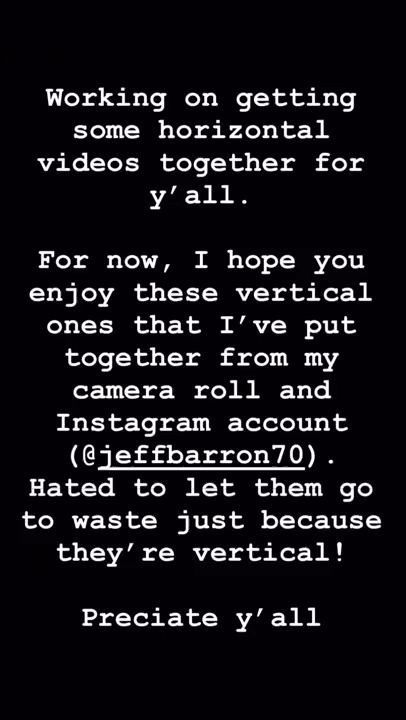 Working on getting
some horizontal
videos together for
y’all.
For now, I hope you
enjoy these vertical
ones that I’ve put
together from my
camera roll and
Instagram account
(@jeffbarron70).
Hated to let them go
to waste just because
they’re vertical!
Preciate y’all